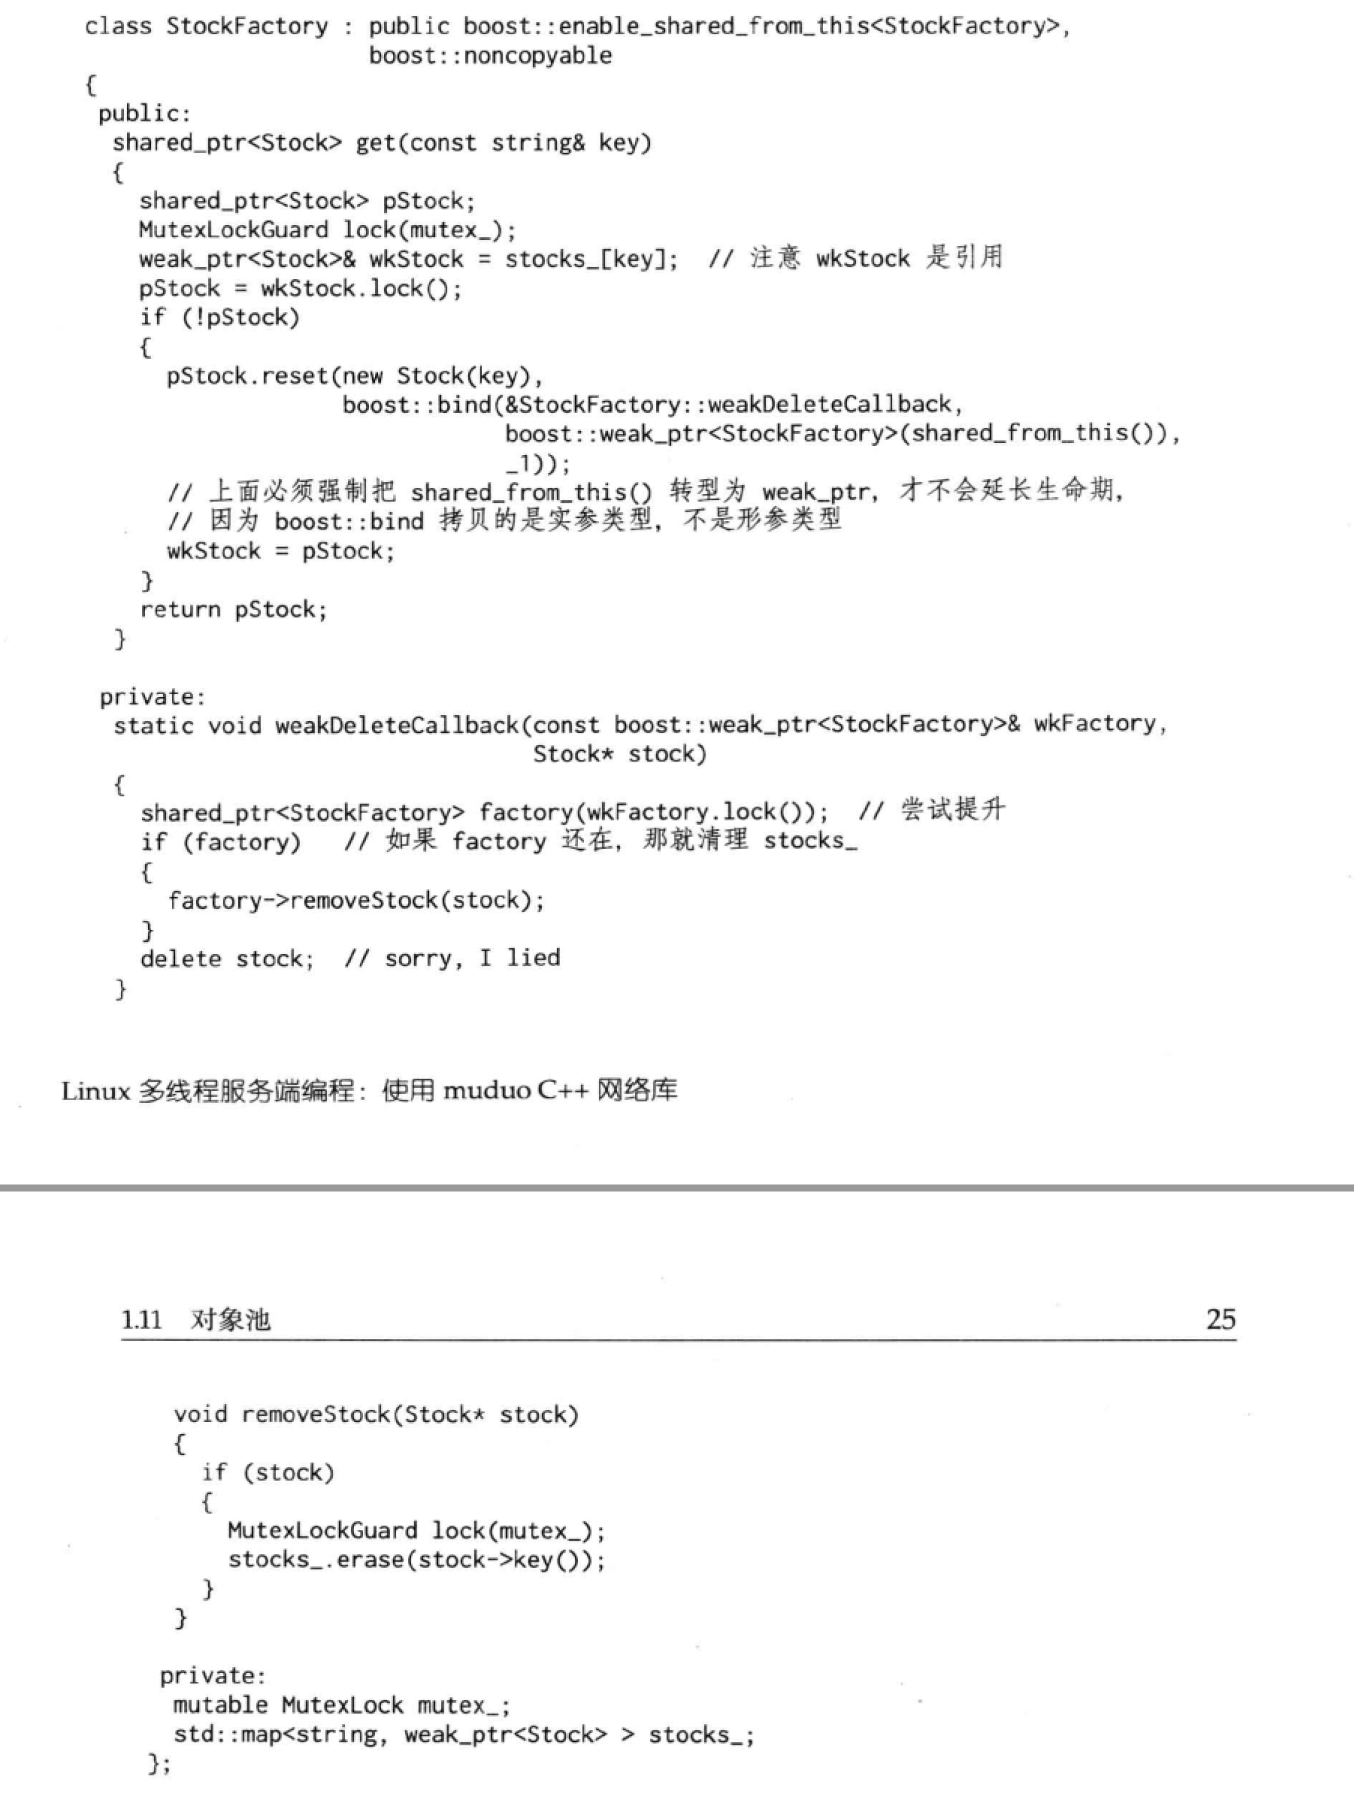 class StockFactory : public boost::enable_shared_from_this<StockFactory>,
                     boost::noncopyable
{
 public:
  shared_ptr<Stock> get(const string& key)
  {
    shared_ptr<Stock> pStock;
    MutexLockGuard lock(mutex_);
    weak_ptr<Stock>& wkStock = stocks_[key];  // 注意 wkStock 是引用
    pStock = wkStock.lock();
    if (!pStock)
    {
      pStock.reset(new Stock(key),
                   boost::bind(&StockFactory::weakDeleteCallback,
                               boost::weak_ptr<StockFactory>(shared_from_this()),
                               _1));
      // 上面必须强制把 shared_from_this() 转型为 weak_ptr，才不会延长生命期，
      // 因为 boost::bind 拷贝的是实参类型，不是形参类型
      wkStock = pStock;
    }
    return pStock;
  }
 private:
  static void weakDeleteCallback(const boost::weak_ptr<StockFactory>& wkFactory,
                                 Stock* stock)
  {
    shared_ptr<StockFactory> factory(wkFactory.lock());  // 尝试提升
    if (factory)   // 如果 factory 还在，那就清理 stocks_
    {
      factory->removeStock(stock);
    }
    delete stock;  // sorry, I lied
  }
Linux 多线程服务端编程：使用 muduo C++ 网络库
1.11 对象池 25
  void removeStock(Stock* stock)
  {
    if (stock)
    {
      MutexLockGuard lock(mutex_);
      stocks_.erase(stock->key());
    }
  }
 private:
  mutable MutexLock mutex_;
  std::map<string, weak_ptr<Stock> > stocks_;
};